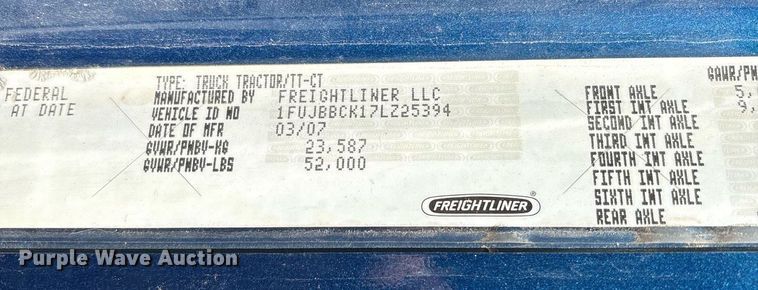 TYPE: TRUCK TRACTOR/TT-CT
FEDERAL MANUFACTURED BY FREIGHTLINER LLC
AT DATE VEHICLE ID NO 1FUJBBCK17LZ25394
DATE OF MFR 03/07
GVWR/PNBV-KG 23,587
GVWR/PNBV-LBS 52,000
GAWR/PN
FRONT AXLE 5,
FIRST INT AXLE 9,
SECOND INT AXLE
THIRD INT AXLE
FOURTH INT AXLE
FIFTH INT AXLE
SIXTH INT AXLE
REAR AXLE
FREIGHTLINER®
Purple Wave Auction